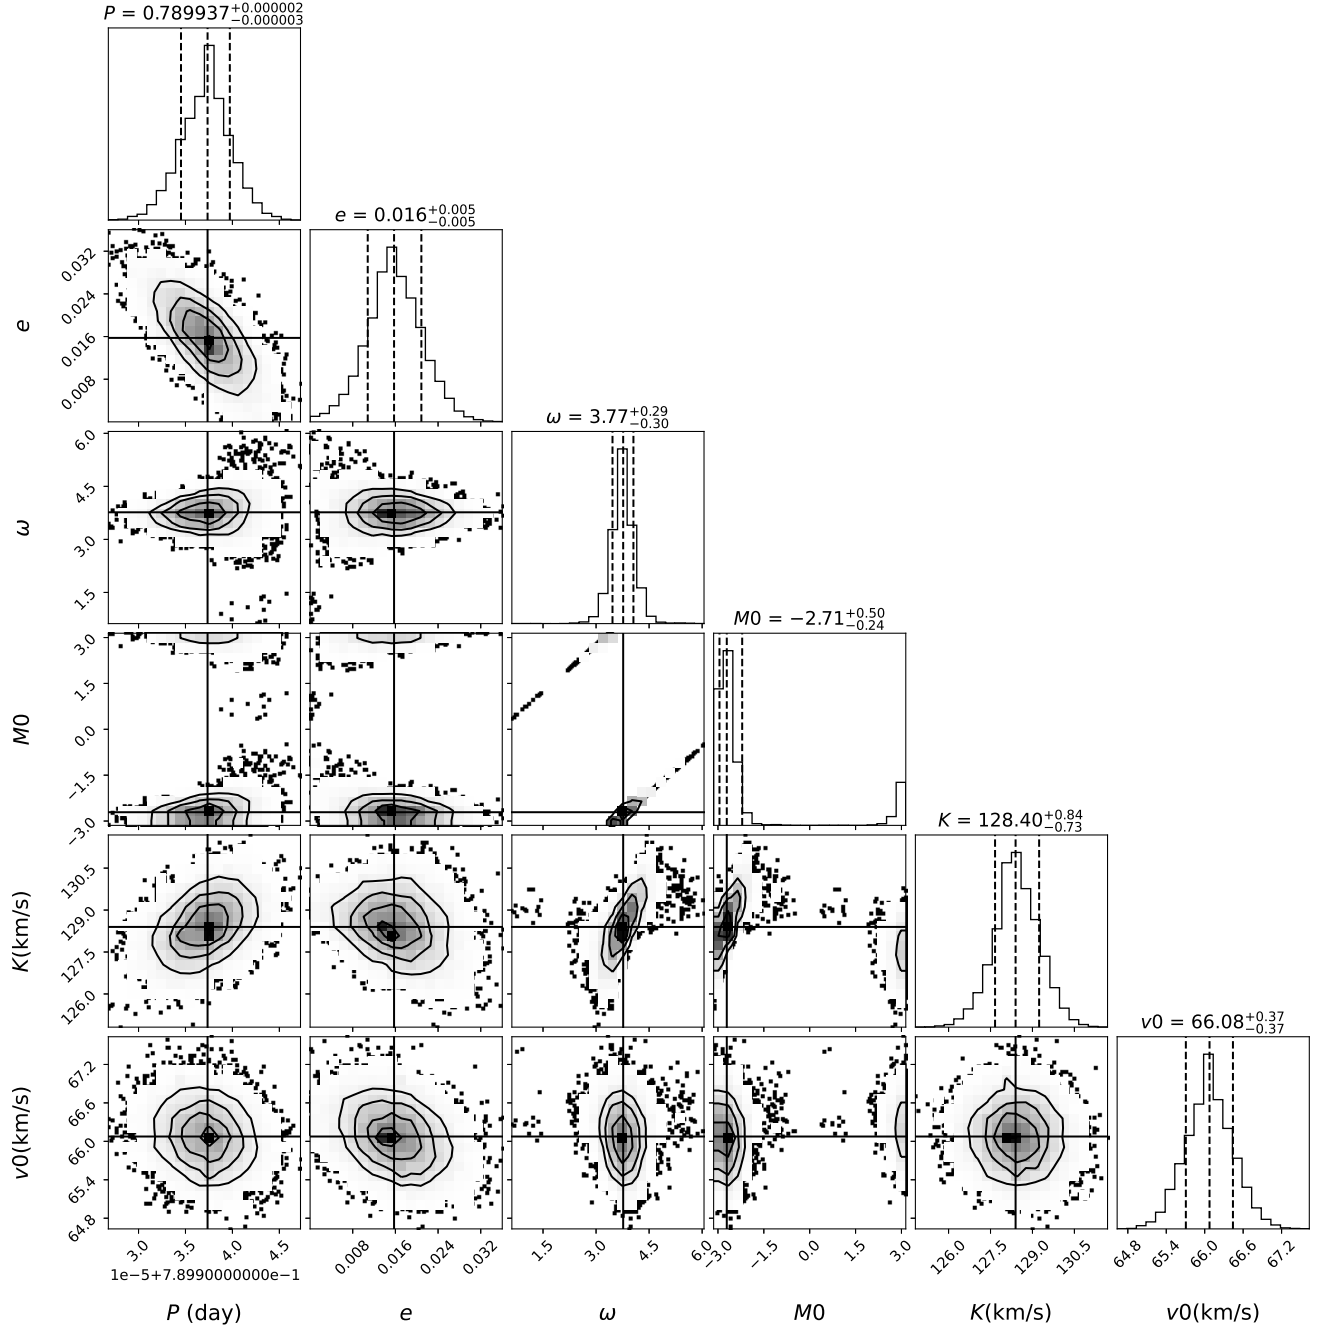 P = 0.789937+0.000002−0.000003
e = 0.016+0.005−0.005
0.032
0.024
0.016
0.008
e
ω = 3.77+0.29−0.30
6.0
4.5
3.0
1.5
ω
M0 = −2.71+0.50−0.24
3.0
1.5
0.0
−1.5
−3.0
M0
K = 128.40+0.84−0.73
130.5
129.0
127.5
126.0
K(km/s)
v0 = 66.08+0.37−0.37
67.2
66.6
66.0
65.4
64.8
v0(km/s)
3.0 3.5 4.0 4.5 0.008 0.016 0.024 0.032 1.5 3.0 4.5 6.0 −3.0 −1.5 0.0 1.5 3.0 126.0 127.5 129.0 130.5 64.8 65.4 66.0 66.6 67.2
1e−5+7.8990000000e−1
P (day) e ω M0 K(km/s) v0(km/s)